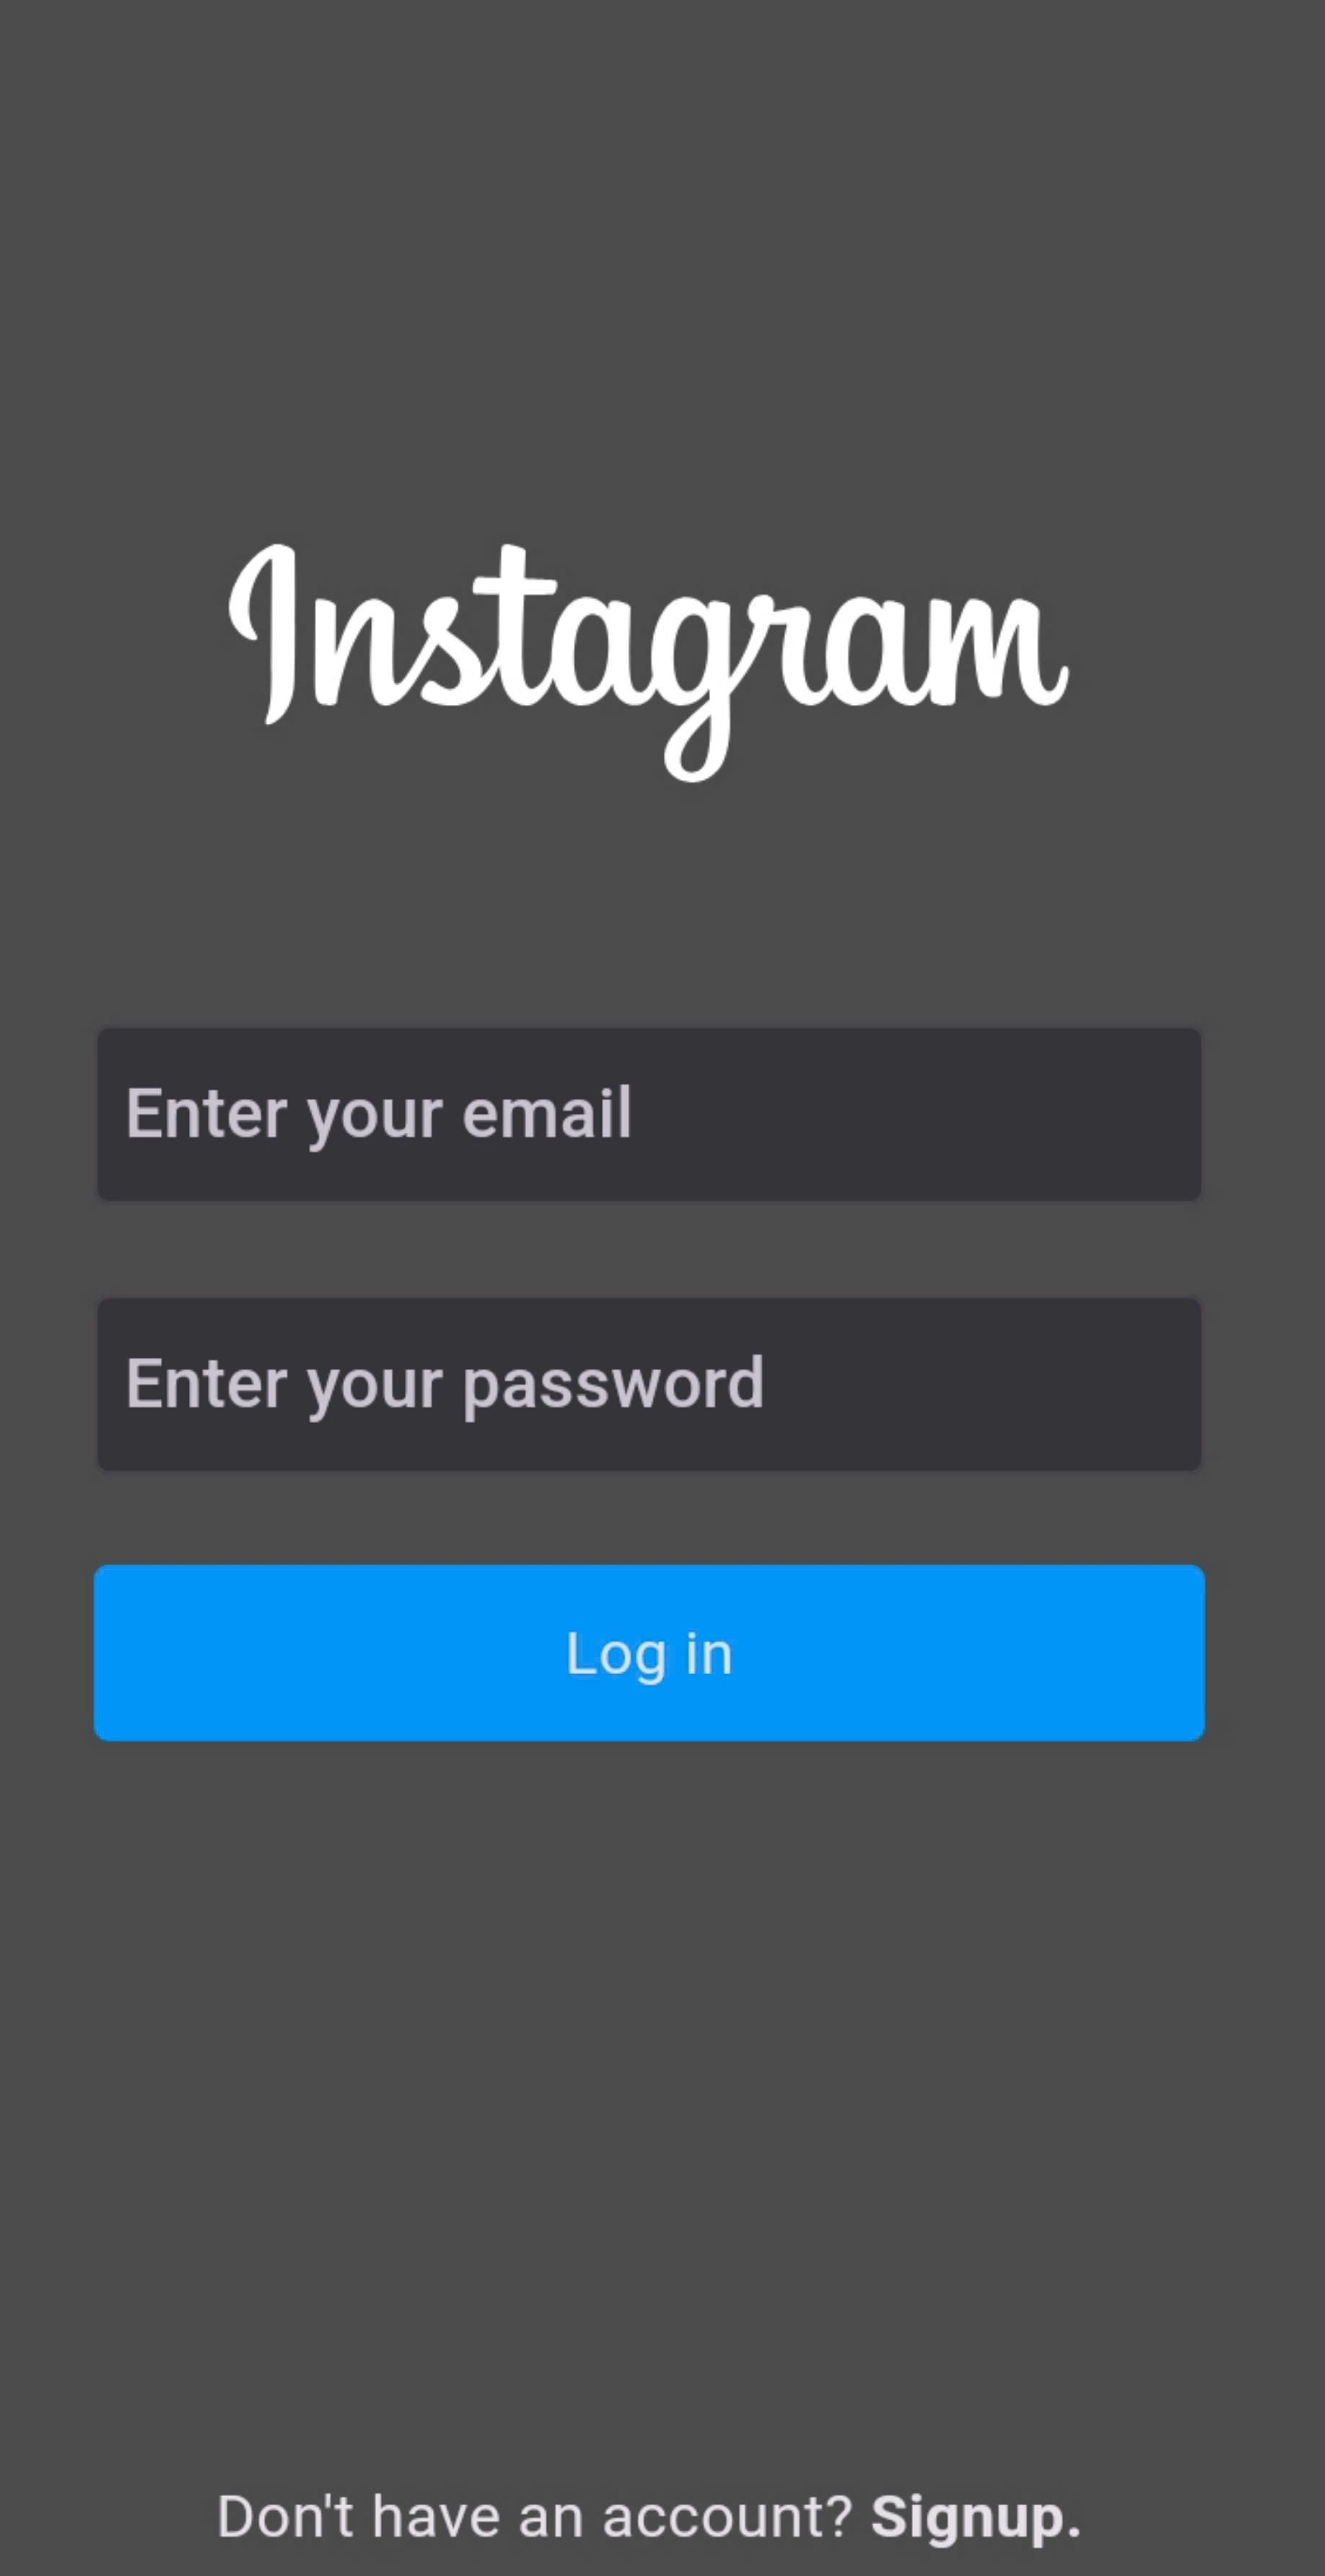 Instagram
Enter your email
Enter your password
Log in
Don't have an account? Signup.